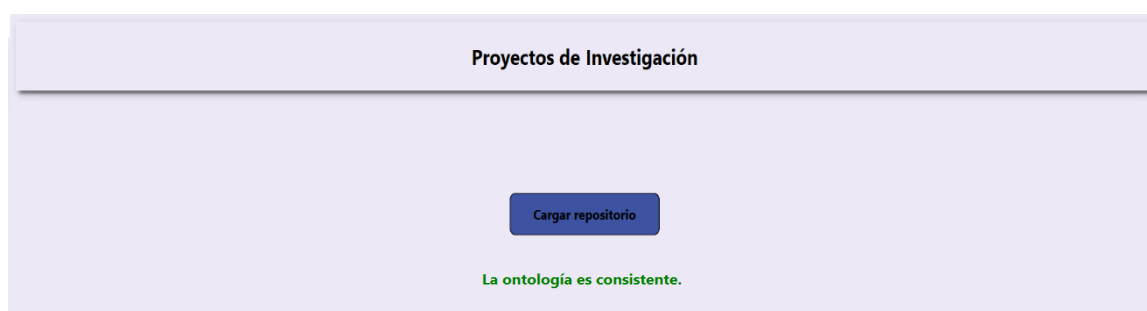 Proyectos de Investigación
Cargar repositorio
La ontología es consistente.